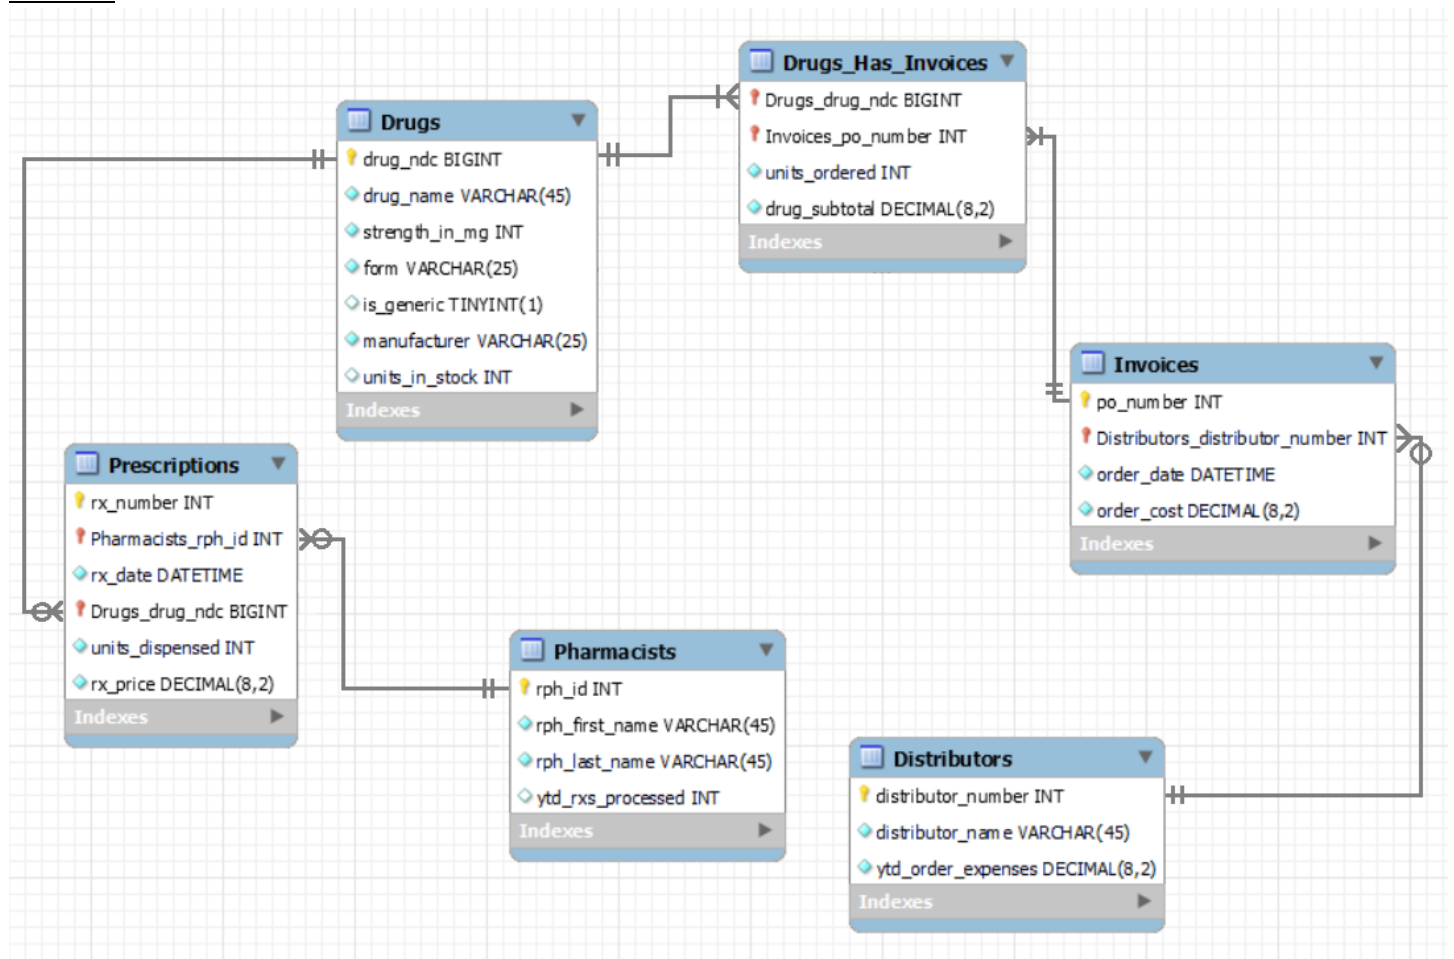 Drugs_Has_Invoices
Drugs_drug_ndc BIGINT
Invoices_po_number INT
units_ordered INT
drug_subtotal DECIMAL(8,2)
Indexes
Drugs
drug_ndc BIGINT
drug_name VARCHAR(45)
strength_in_mg INT
form VARCHAR(25)
is_generic TINYINT(1)
manufacturer VARCHAR(25)
units_in_stock INT
Indexes
Invoices
po_number INT
Distributors_distributor_number INT
order_date DATETIME
order_cost DECIMAL(8,2)
Indexes
Prescriptions
rx_number INT
Pharmacists_rph_id INT
rx_date DATETIME
Drugs_drug_ndc BIGINT
units_dispensed INT
rx_price DECIMAL(8,2)
Indexes
Pharmacists
rph_id INT
rph_first_name VARCHAR(45)
rph_last_name VARCHAR(45)
ytd_rxs_processed INT
Indexes
Distributors
distributor_number INT
distributor_name VARCHAR(45)
ytd_order_expenses DECIMAL(8,2)
Indexes